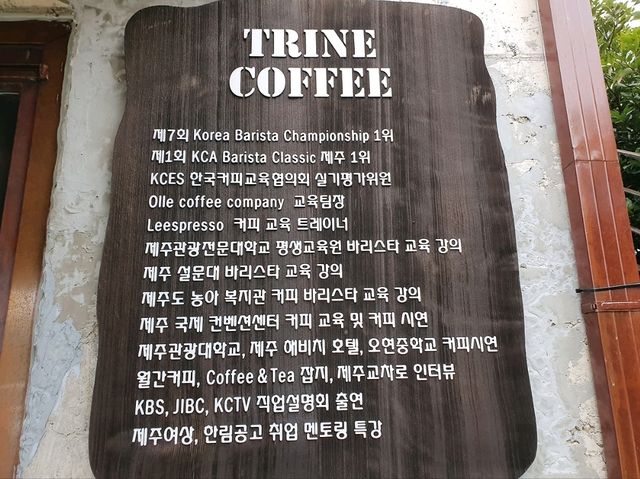 TRINE
COFFEE
제7회 Korea Barista Championship 1위
제1회 KCA Barista Classic 제주 1위
KCES 한국커피교육협의회 실기평가위원
Olle coffee company 교육팀장
Leespresso 커피 교육 트레이너
제주관광전문대학교 평생교육원 바리스타 교육 강의
제주 설문대 바리스타 교육 강의
제주도 농아 복지관 커피 바리스타 교육 강의
제주 국제 컨벤션센터 커피 교육 및 커피 시연
제주관광대학교, 제주 해비치 호텔, 오현중학교 커피시연
월간커피, Coffee & Tea 잡지, 제주교차로 인터뷰
KBS, JIBC, KCTV 직업설명회 출연
제주여상, 한림공고 취업 멘토링 특강